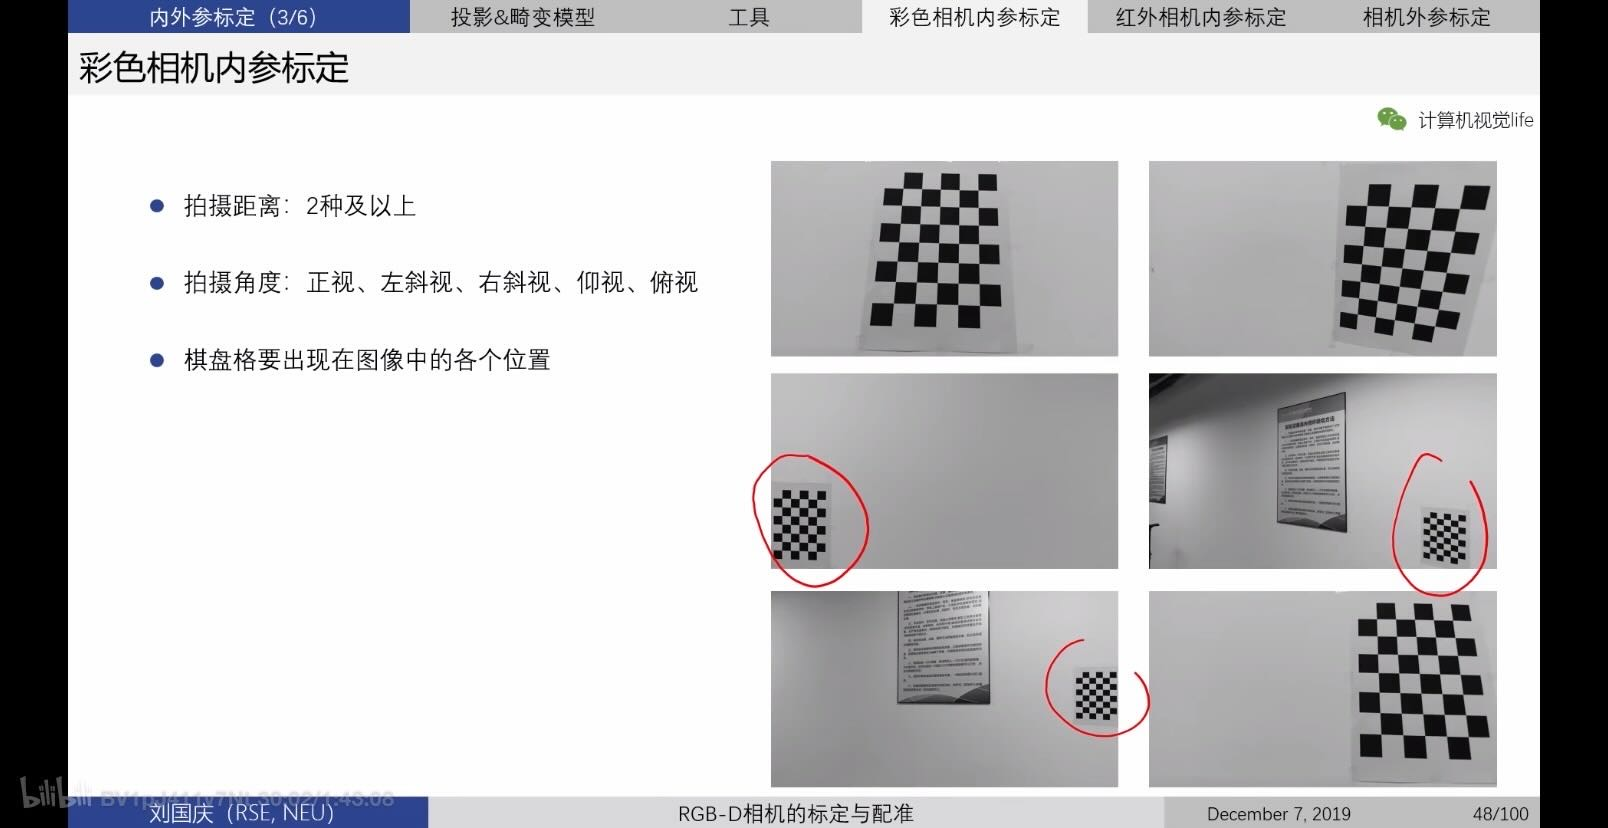 内外参标定（3/6） 投影&畸变模型 工具 彩色相机内参标定 红外相机内参标定 相机外参标定
彩色相机内参标定
计算机视觉life
拍摄距离：2种及以上
拍摄角度：正视、左斜视、右斜视、仰视、俯视
棋盘格要出现在图像中的各个位置
bilibili
刘国庆（RSE, NEU） RGB-D相机的标定与配准 December 7, 2019 48/100